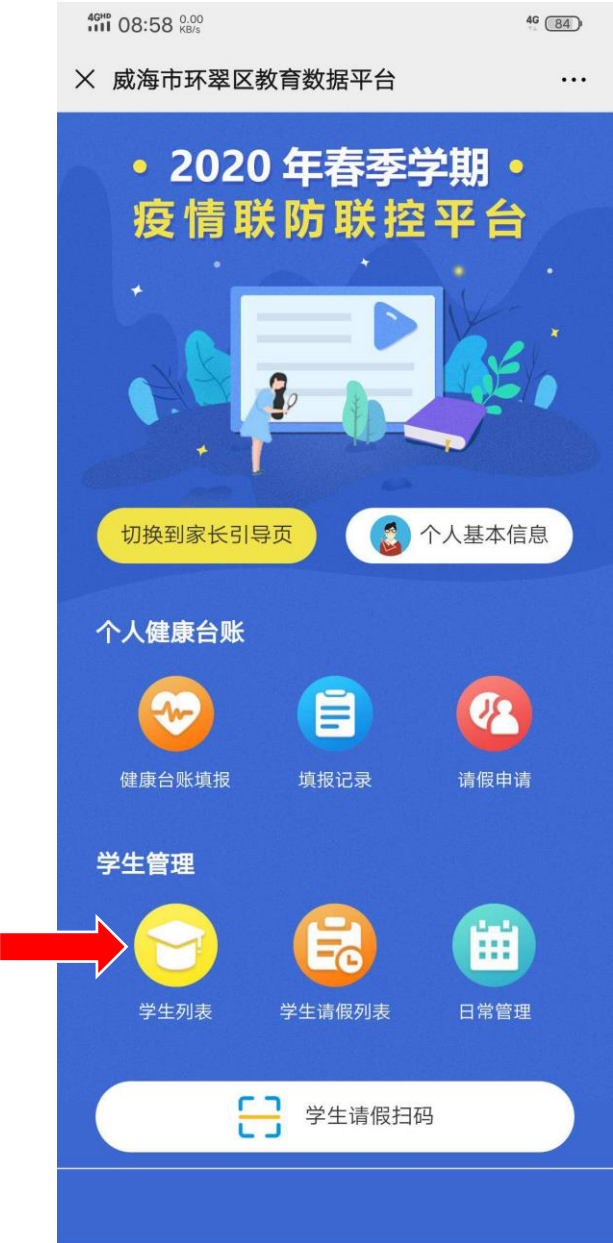 4GHD 08:58 0.00 KB/s 4G 84
威海市环翠区教育数据平台
2020 年春季学期
疫情联防联控平台
切换到家长引导页 个人基本信息
个人健康台账
健康台账填报 填报记录 请假申请
学生管理
学生列表 学生请假列表 日常管理
学生请假扫码